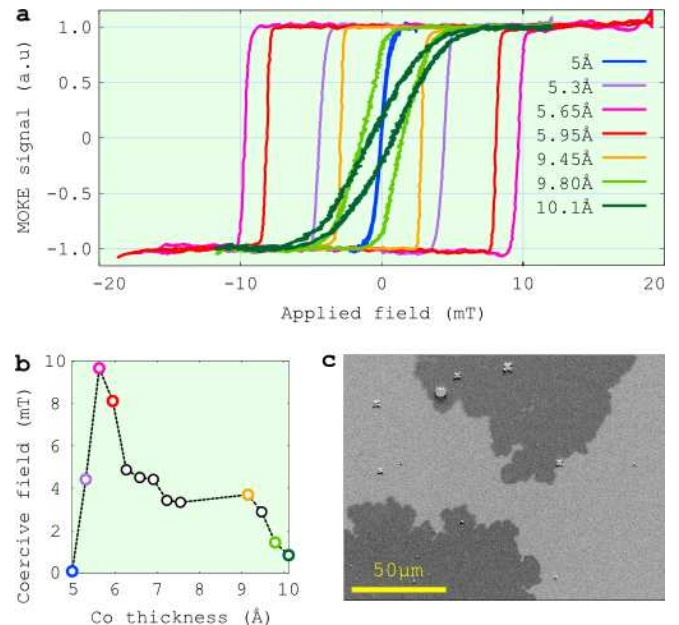 a
MOKE signal (a.u)
1.0
0.5
0
-0.5
-1.0
-20
-10
0
10
20
Applied field (mT)
5Å
5.3Å
5.65Å
5.95Å
9.45Å
9.80Å
10.1Å
b
Coercive field (mT)
10
8
6
4
2
0
5
6
7
8
9
10
Co thickness (Å)
c
50µm